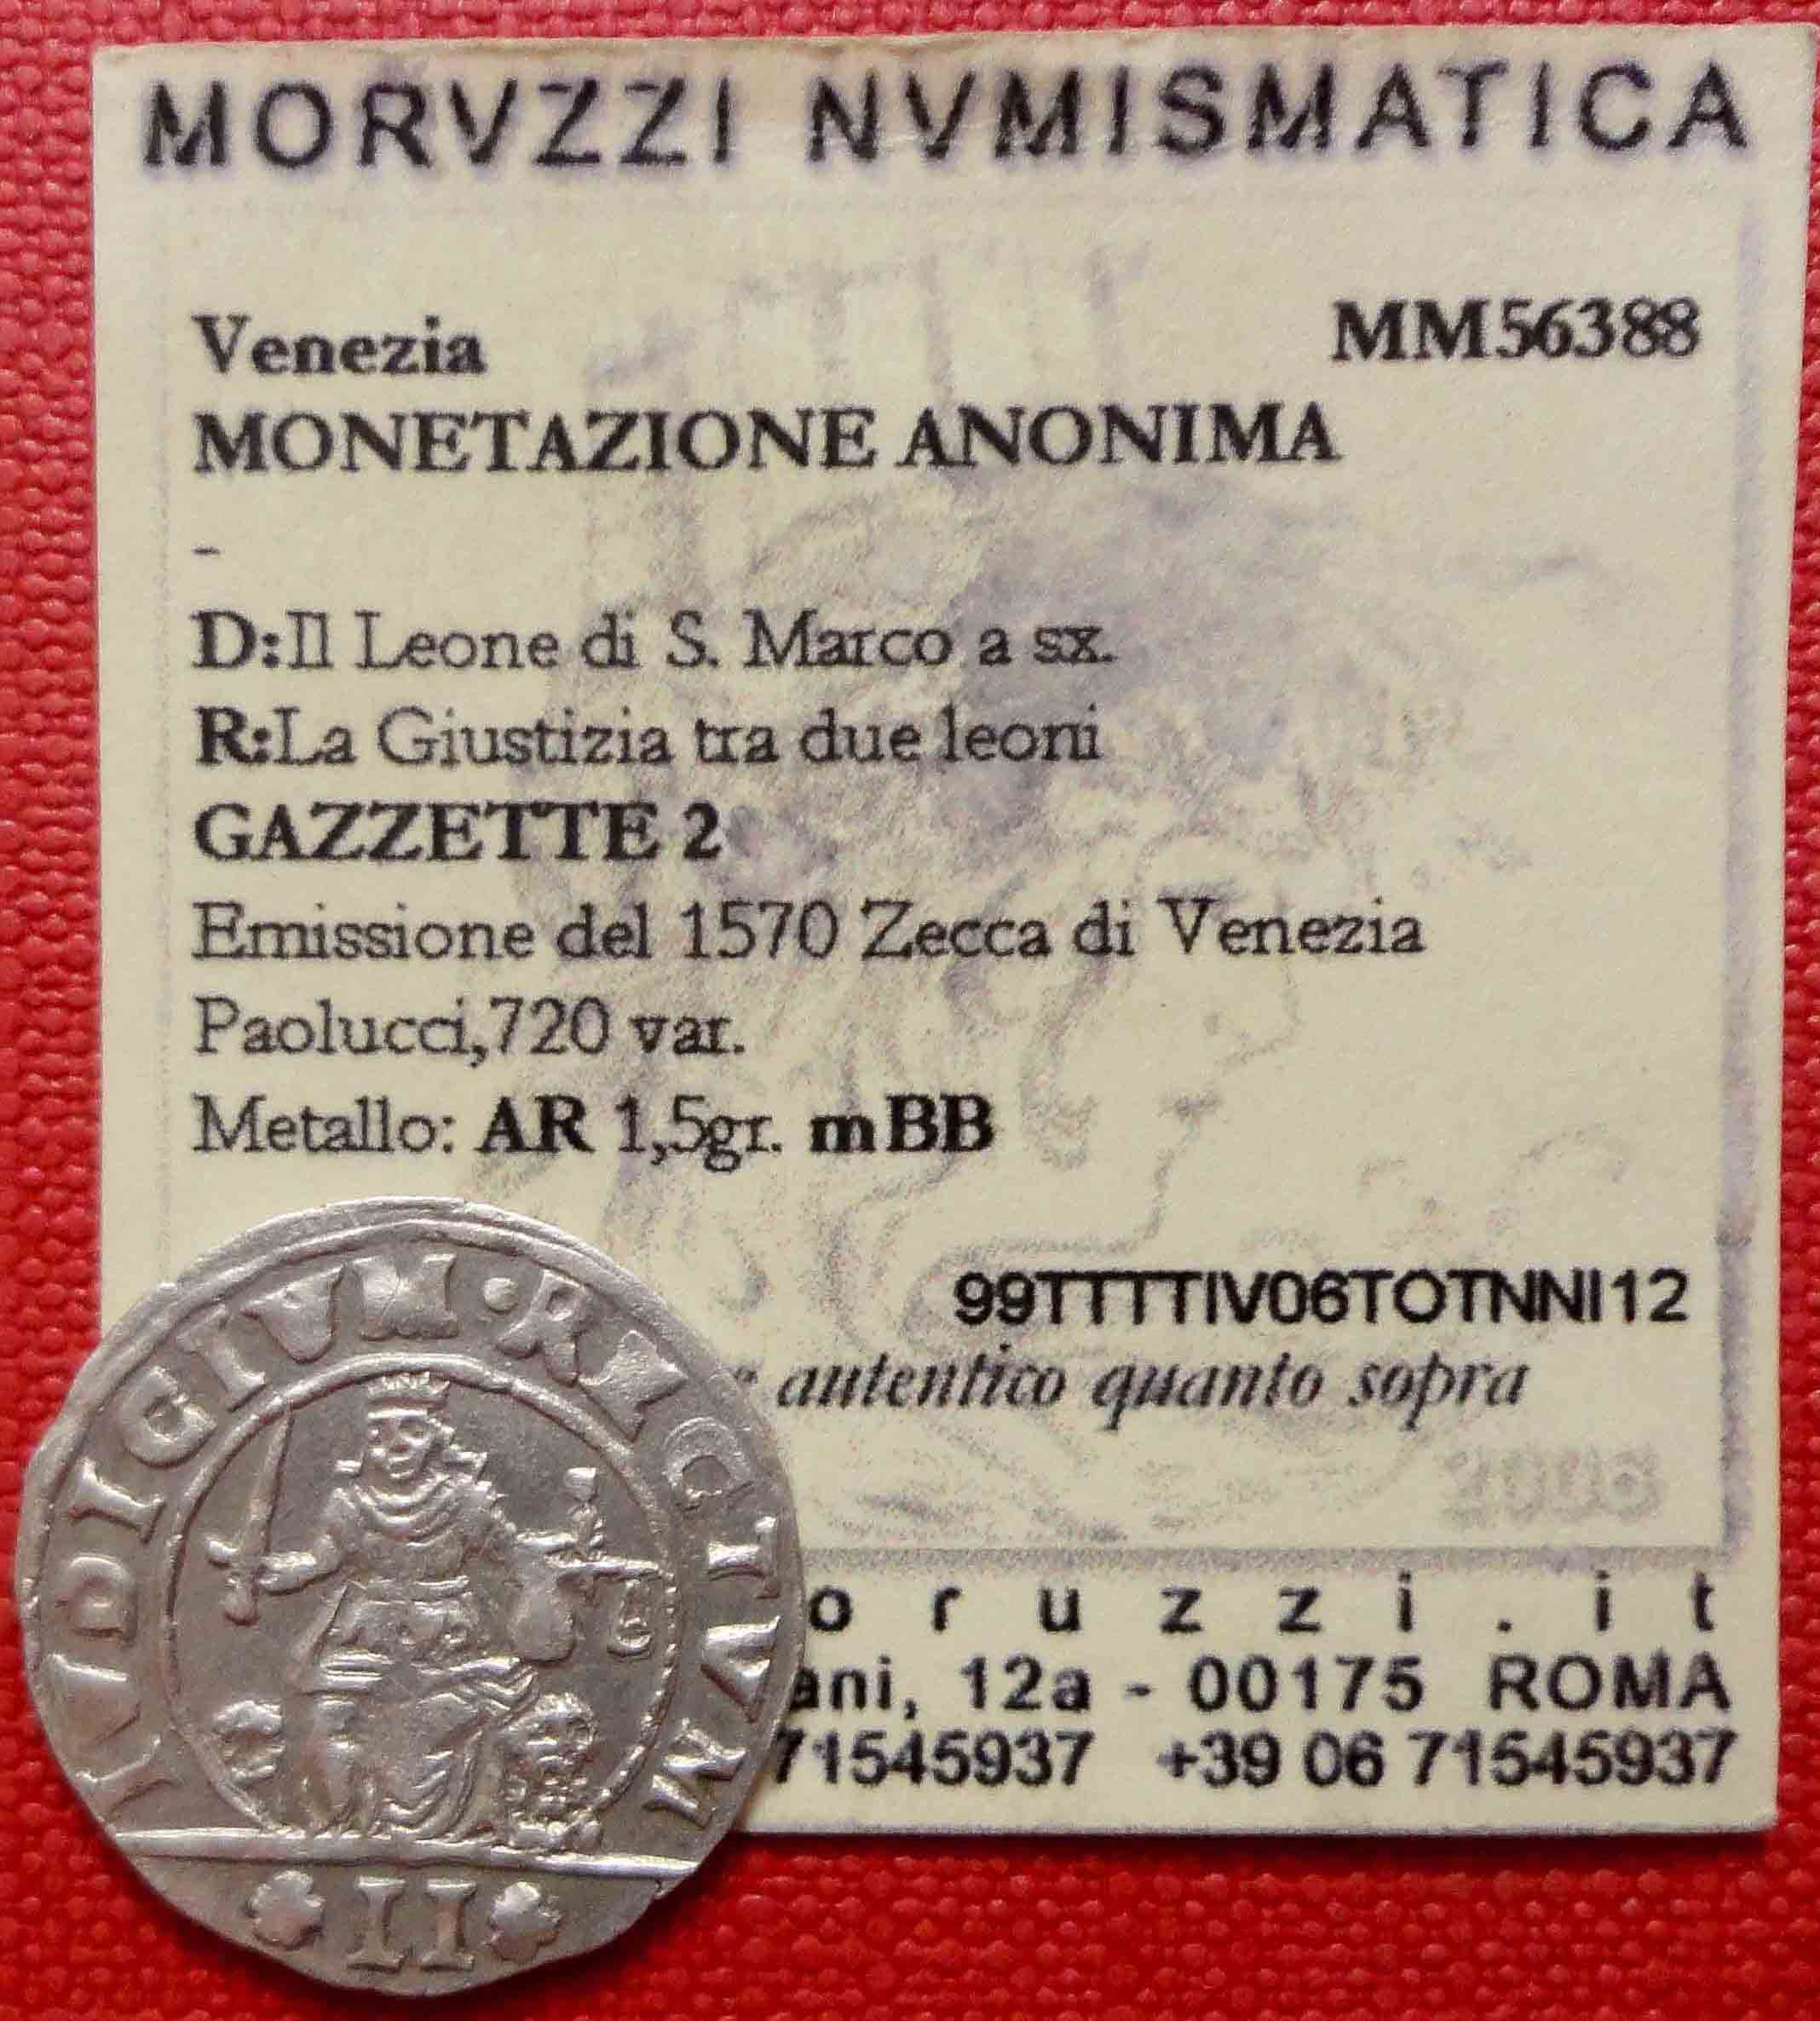 MORVZZI NVMISMATICA
Venezia MM56388
MONETAZIONE ANONIMA
-
D:Il Leone di S. Marco a sx.
R:La Giustizia tra due leoni
GAZZETTE 2
Emissione del 1570 Zecca di Venezia
Paolucci,720 var.
Metallo: AR 1,5gr. mBB
99TTTTIV06TOTNNI12
e autentico quanto sopra
2006
oruzzi.it
ani, 12a - 00175 ROMA
71545937 +39 06 71545937
IVDICIVM·RECTVM
II